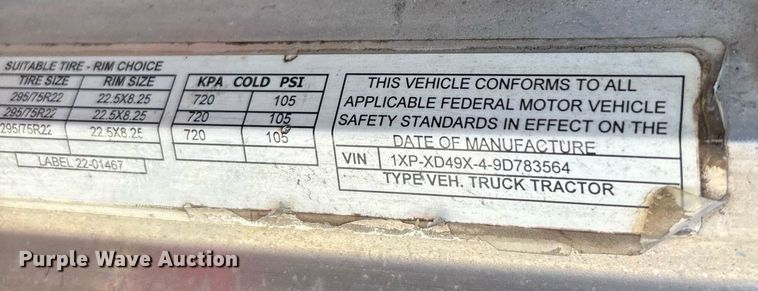 SUITABLE TIRE - RIM CHOICE
TIRE SIZE RIM SIZE KPA COLD PSI
295/75R22 22.5X8.25 720 105
295/75R22 22.5X8.25 720 105
295/75R22 22.5X8.25 720 105
LABEL 22-01467
THIS VEHICLE CONFORMS TO ALL
APPLICABLE FEDERAL MOTOR VEHICLE
SAFETY STANDARDS IN EFFECT ON THE
DATE OF MANUFACTURE
VIN 1XP-XD49X-4-9D783564
TYPE VEH. TRUCK TRACTOR
Purple Wave Auction